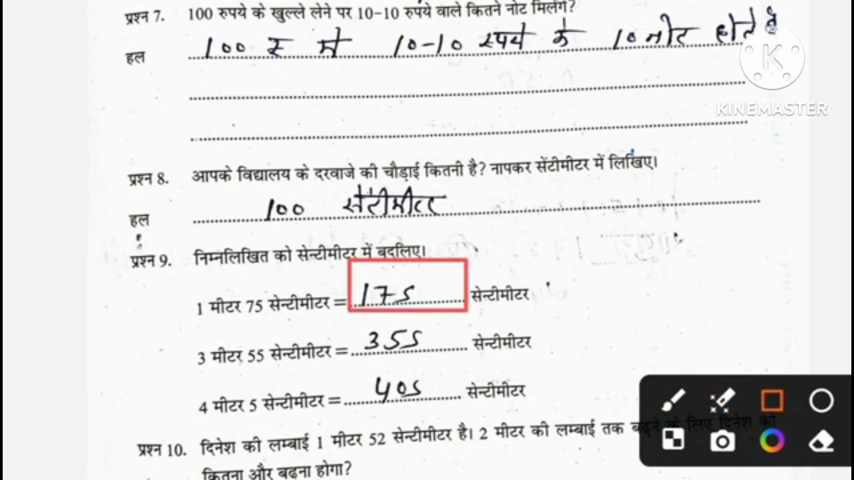 प्रश्न 7. 100 रुपये के खुल्ले लेने पर 10-10 रुपये वाले कितने नोट मिलेंगे?
हल 100 रु में 10-10 रुपये के 10 नोट होते
KINEMASTER
प्रश्न 8. आपके विद्यालय के दरवाजे की चौड़ाई कितनी है? नापकर सेंटीमीटर में लिखिए।
हल 100 सेंटीमीटर
प्रश्न 9. निम्नलिखित को सेन्टीमीटर में बदलिए।
1 मीटर 75 सेन्टीमीटर = 175 सेन्टीमीटर
3 मीटर 55 सेन्टीमीटर = 355 सेन्टीमीटर
4 मीटर 5 सेन्टीमीटर = 405 सेन्टीमीटर
प्रश्न 10. दिनेश की लम्बाई 1 मीटर 52 सेन्टीमीटर है। 2 मीटर की लम्बाई तक बढ़ने के लिए दिनेश को
कितना और बढ़ना होगा?